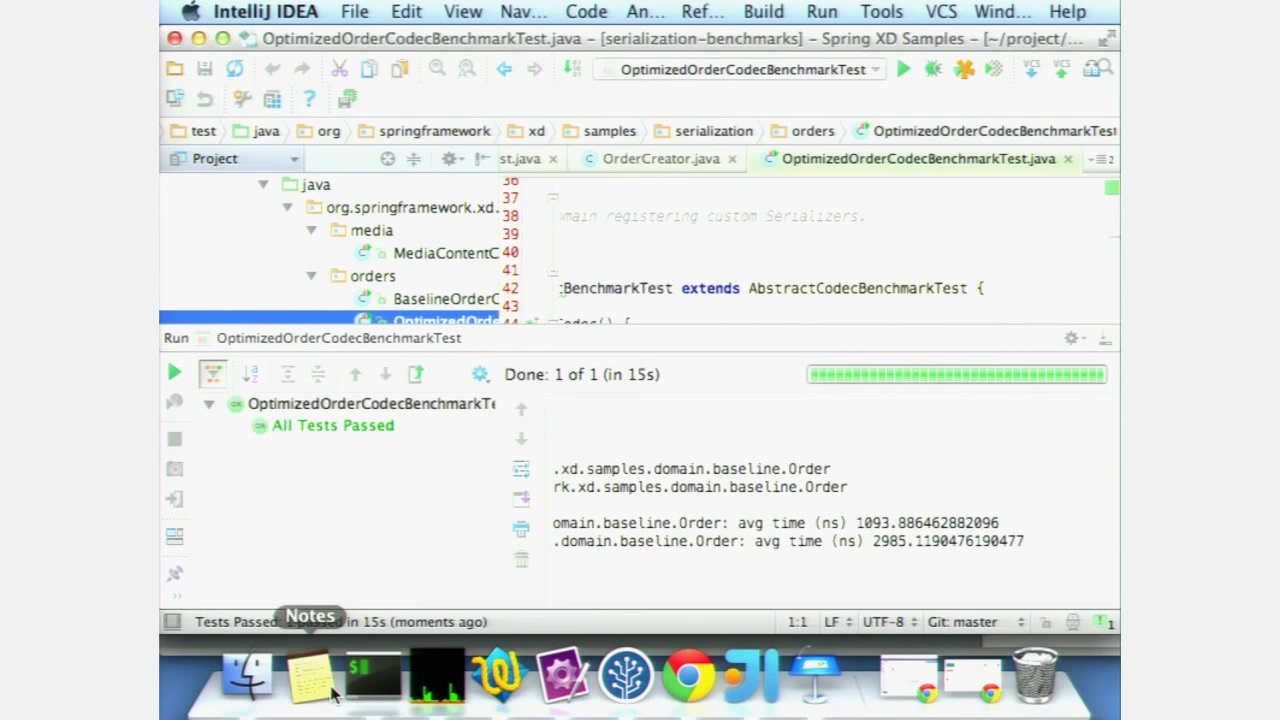 IntelliJ IDEA File Edit View Nav... Code An... Ref... Build Run Tools VCS Wind... Help
OptimizedOrderCodecBenchmarkTest.java – [serialization-benchmarks] – Spring XD Samples – [~/project/...
OptimizedOrderCodecBenchmarkTest
VCS VCS
test java org springframework xd samples serialization orders OptimizedOrderCodecBenchmarkTest
Project st.java OrderCreator.java OptimizedOrderCodecBenchmarkTest.java 2
java
org.springframework.xd.
media
MediaContentC
orders
BaselineOrderC
OptimizedOrde
36
37
38 main registering custom Serializers.
39
40
41
42 BenchmarkTest extends AbstractCodecBenchmarkTest {
43
44 () {
Run OptimizedOrderCodecBenchmarkTest
Done: 1 of 1 (in 15s)
OptimizedOrderCodecBenchmarkTe
All Tests Passed
.xd.samples.domain.baseline.Order
rk.xd.samples.domain.baseline.Order
omain.baseline.Order: avg time (ns) 1093.886462882096
.domain.baseline.Order: avg time (ns) 2985.1190476190477
Tests Passed in 15s (moments ago) 1:1 LF UTF-8 Git: master 1
Notes